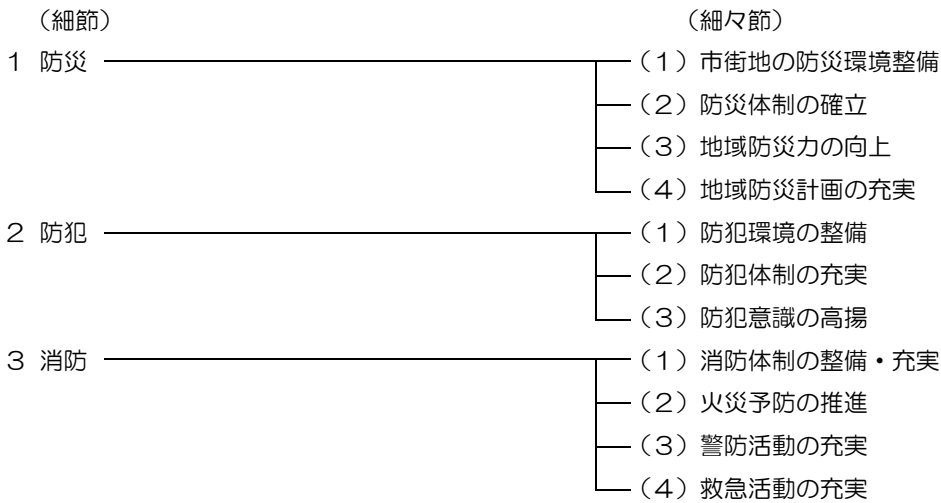 （細節） （細々節）
１ 防災 （１）市街地の防災環境整備
（２）防災体制の確立
（３）地域防災力の向上
（４）地域防災計画の充実
２ 防犯 （１）防犯環境の整備
（２）防犯体制の充実
（３）防犯意識の高揚
３ 消防 （１）消防体制の整備・充実
（２）火災予防の推進
（３）警防活動の充実
（４）救急活動の充実